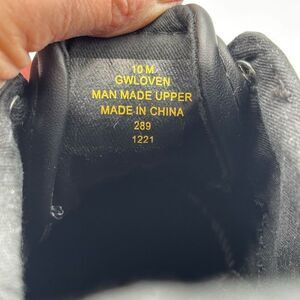 10 M
GWLOVEN
MAN MADE UPPER
MADE IN CHINA
289
1221